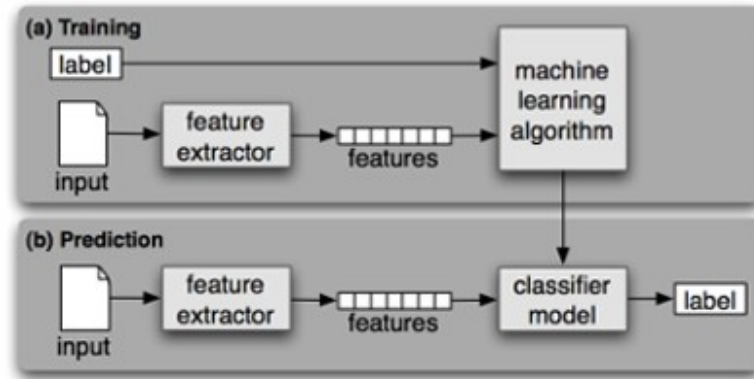 (a) Training
label
machine
learning
algorithm
feature
extractor
features
input
(b) Prediction
feature
extractor
features
classifier
model
label
input